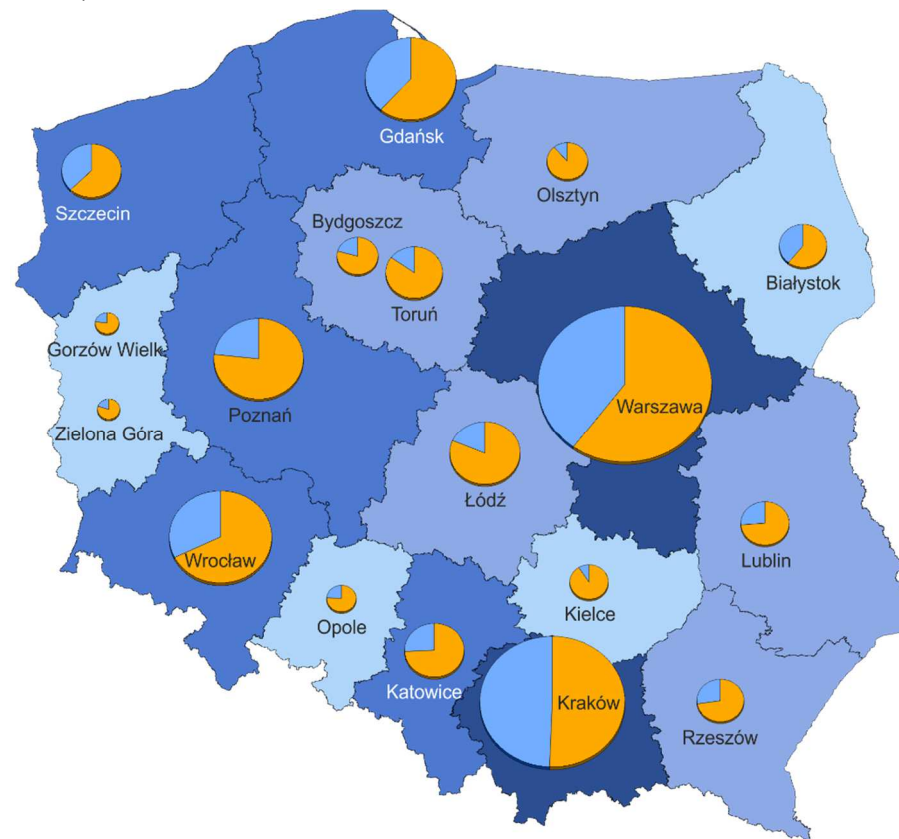 Gdańsk
Olsztyn
Szczecin
Bydgoszcz
Białystok
Toruń
Gorzów Wielk.
Warszawa
Poznań
Zielona Góra
Łódź
Wrocław
Lublin
Kielce
Opole
Katowice
Kraków
Rzeszów